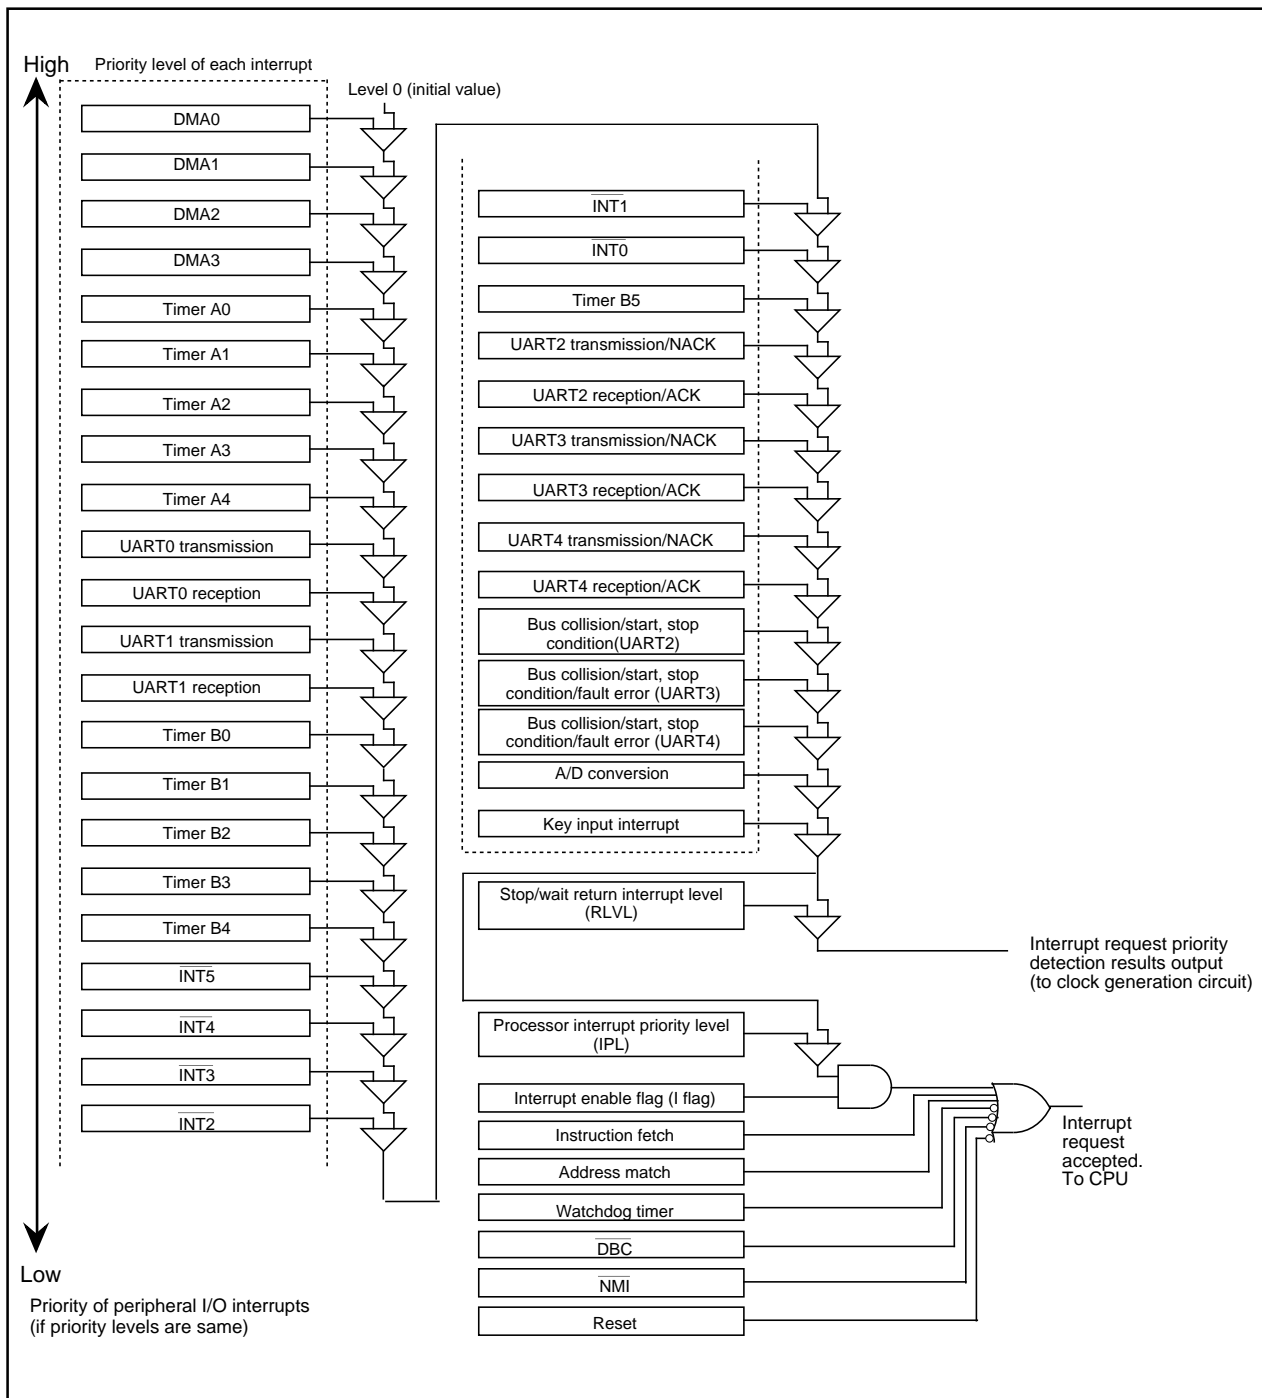 High
Priority level of each interrupt
Level 0 (initial value)
DMA0
DMA1
DMA2
DMA3
Timer A0
Timer A1
Timer A2
Timer A3
Timer A4
UART0 transmission
UART0 reception
UART1 transmission
UART1 reception
Timer B0
Timer B1
Timer B2
Timer B3
Timer B4
INT5
INT4
INT3
INT2
Low
Priority of peripheral I/O interrupts
(if priority levels are same)
INT1
INT0
Timer B5
UART2 transmission/NACK
UART2 reception/ACK
UART3 transmission/NACK
UART3 reception/ACK
UART4 transmission/NACK
UART4 reception/ACK
Bus collision/start, stop
condition(UART2)
Bus collision/start, stop
condition/fault error (UART3)
Bus collision/start, stop
condition/fault error (UART4)
A/D conversion
Key input interrupt
Stop/wait return interrupt level
(RLVL)
Interrupt request priority
detection results output
(to clock generation circuit)
Processor interrupt priority level
(IPL)
Interrupt enable flag (I flag)
Instruction fetch
Address match
Watchdog timer
DBC
NMI
Reset
Interrupt
request
accepted.
To CPU